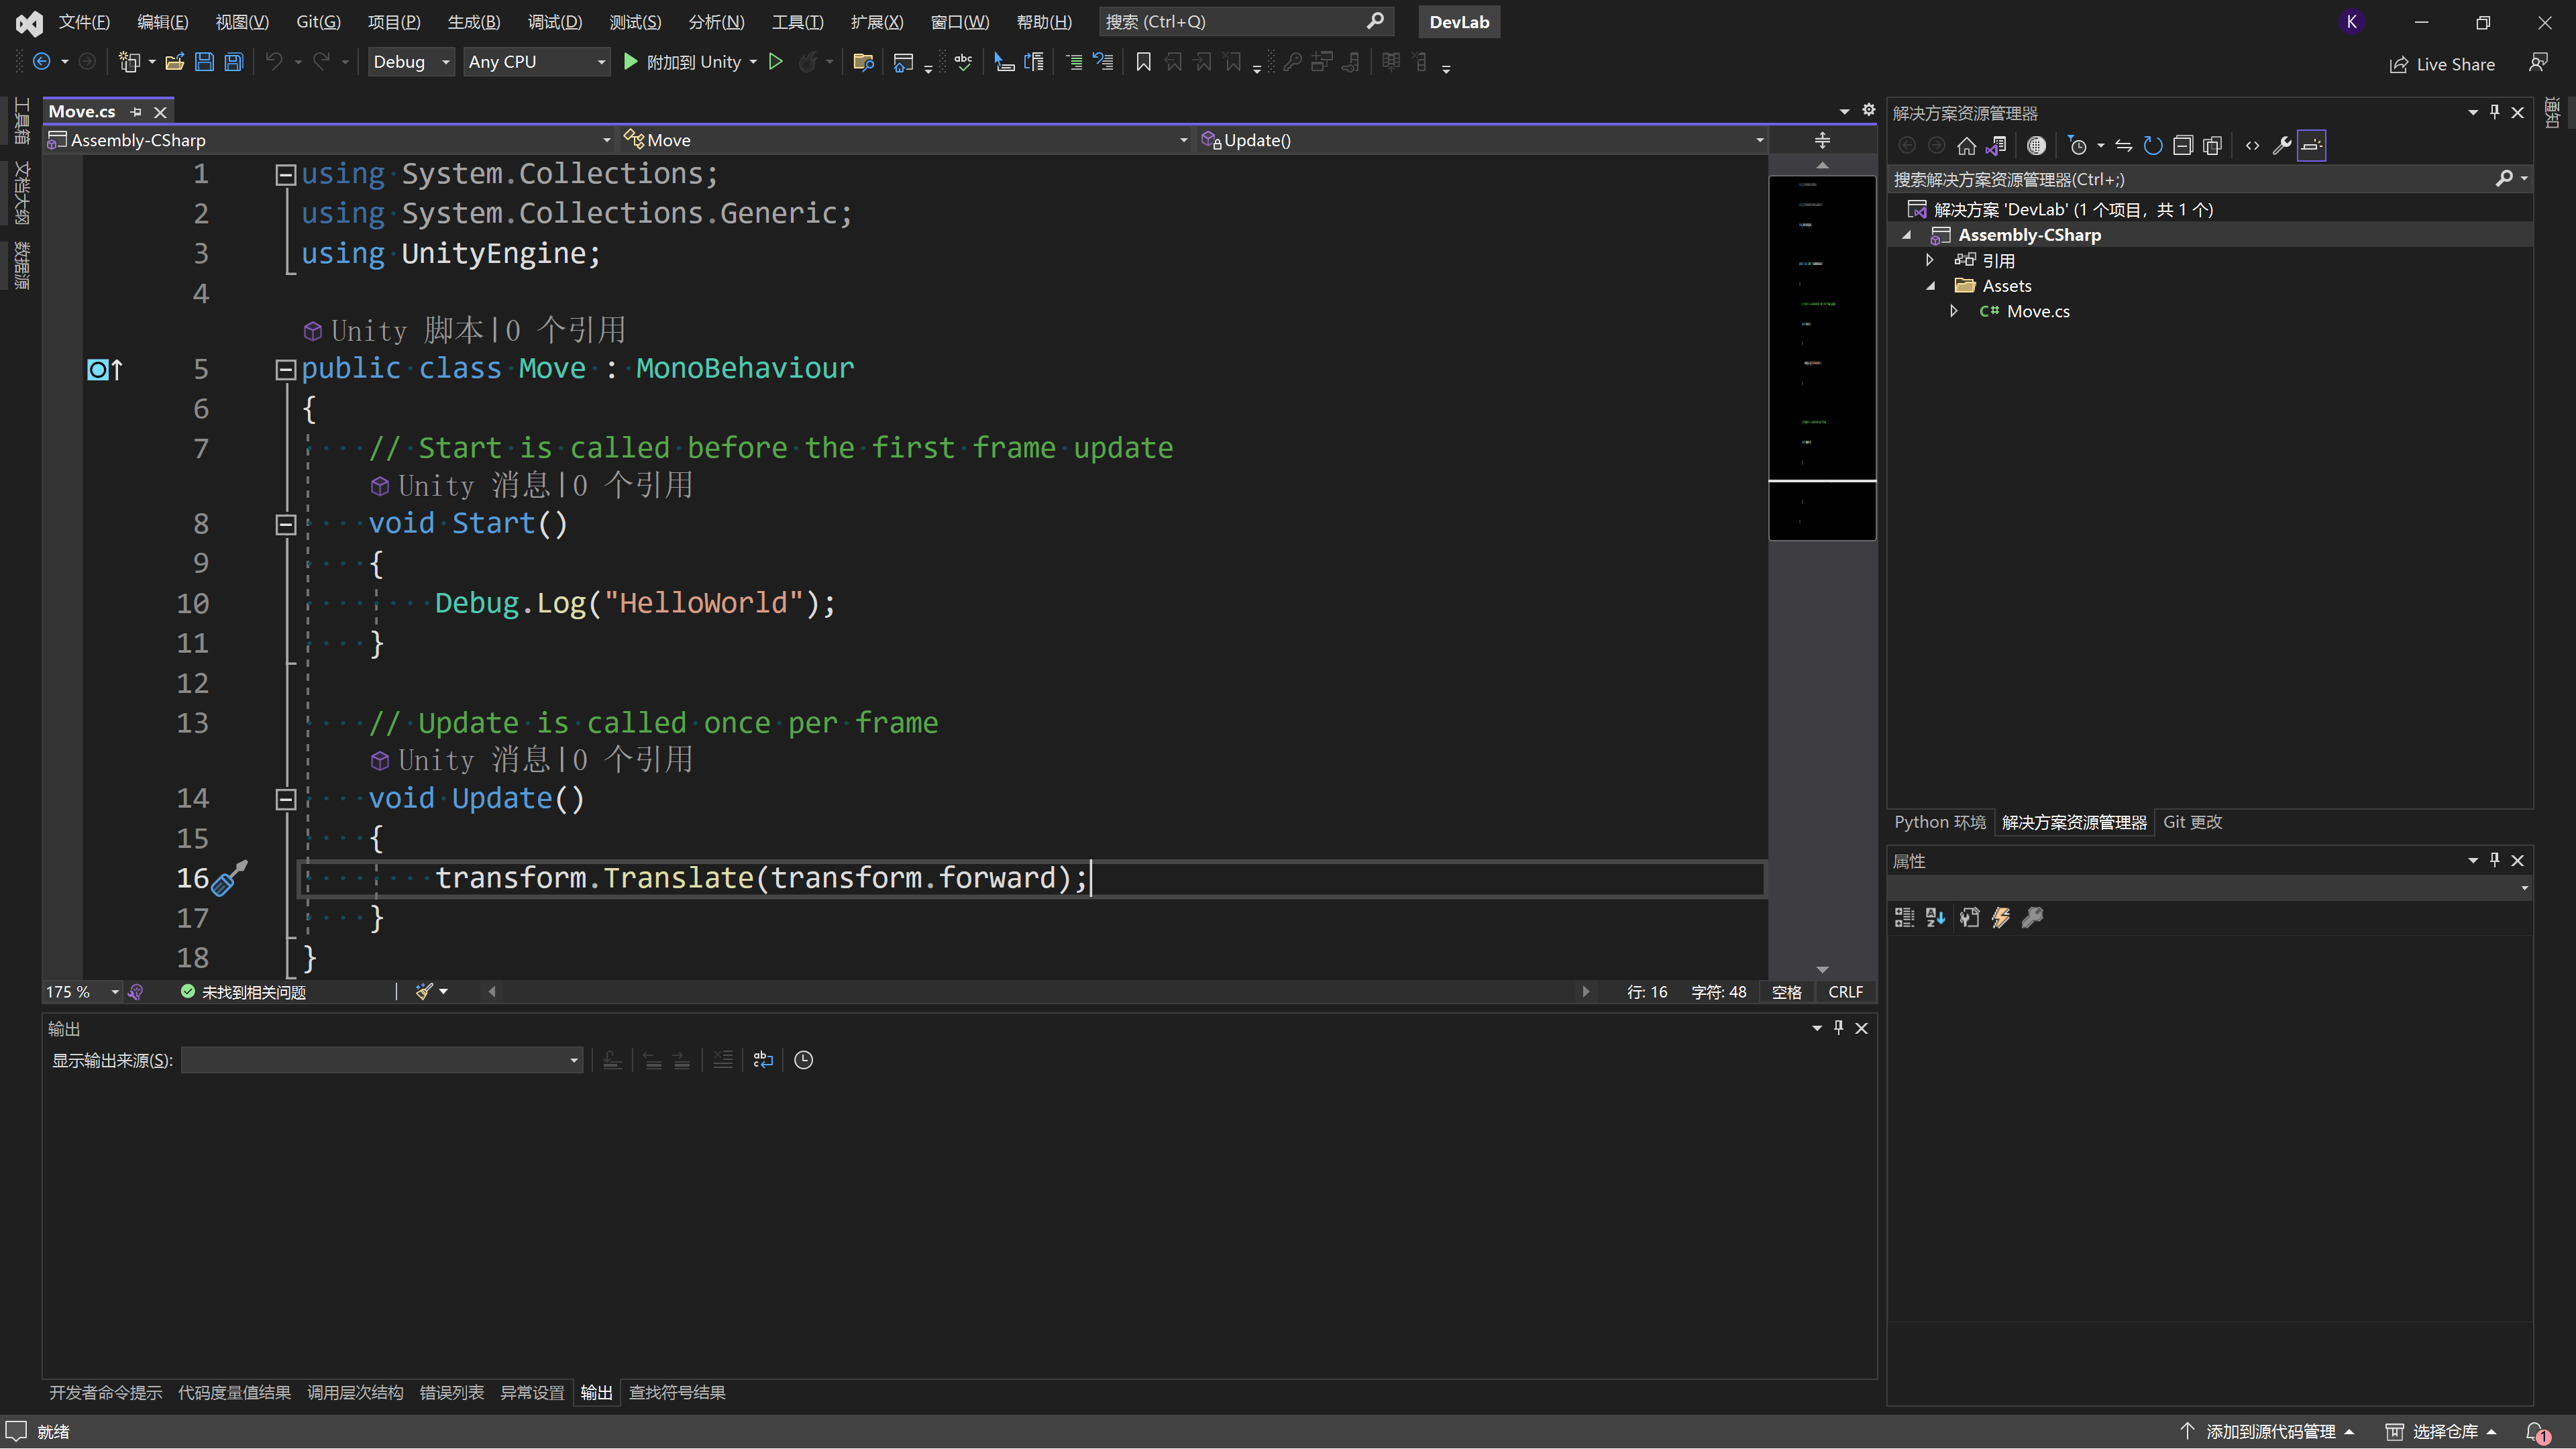 文件(F) 编辑(E) 视图(V) Git(G) 项目(P) 生成(B) 调试(D) 测试(S) 分析(N) 工具(T) 扩展(X) 窗口(W) 帮助(H) 搜索 (Ctrl+Q) DevLab K
Debug Any CPU 附加到 Unity Live Share
工具箱
文档大纲
数据源
Move.cs
Assembly-CSharp Move Update()
1 using System.Collections;
2 using System.Collections.Generic;
3 using UnityEngine;
4
Unity 脚本|0 个引用
5 public class Move : MonoBehaviour
6 {
7 // Start is called before the first frame update
Unity 消息|0 个引用
8 void Start()
9 {
10 Debug.Log("HelloWorld");
11 }
12
13 // Update is called once per frame
Unity 消息|0 个引用
14 void Update()
15 {
16 transform.Translate(transform.forward);
17 }
18 }
175 % 未找到相关问题 行: 16 字符: 48 空格 CRLF
输出
显示输出来源(S):
开发者命令提示 代码度量值结果 调用层次结构 错误列表 异常设置 输出 查找符号结果
解决方案资源管理器
搜索解决方案资源管理器(Ctrl+;)
解决方案 'DevLab' (1 个项目，共 1 个)
Assembly-CSharp
引用
Assets
C# Move.cs
Python 环境 解决方案资源管理器 Git 更改
属性
通知
就绪 添加到源代码管理 选择仓库 1